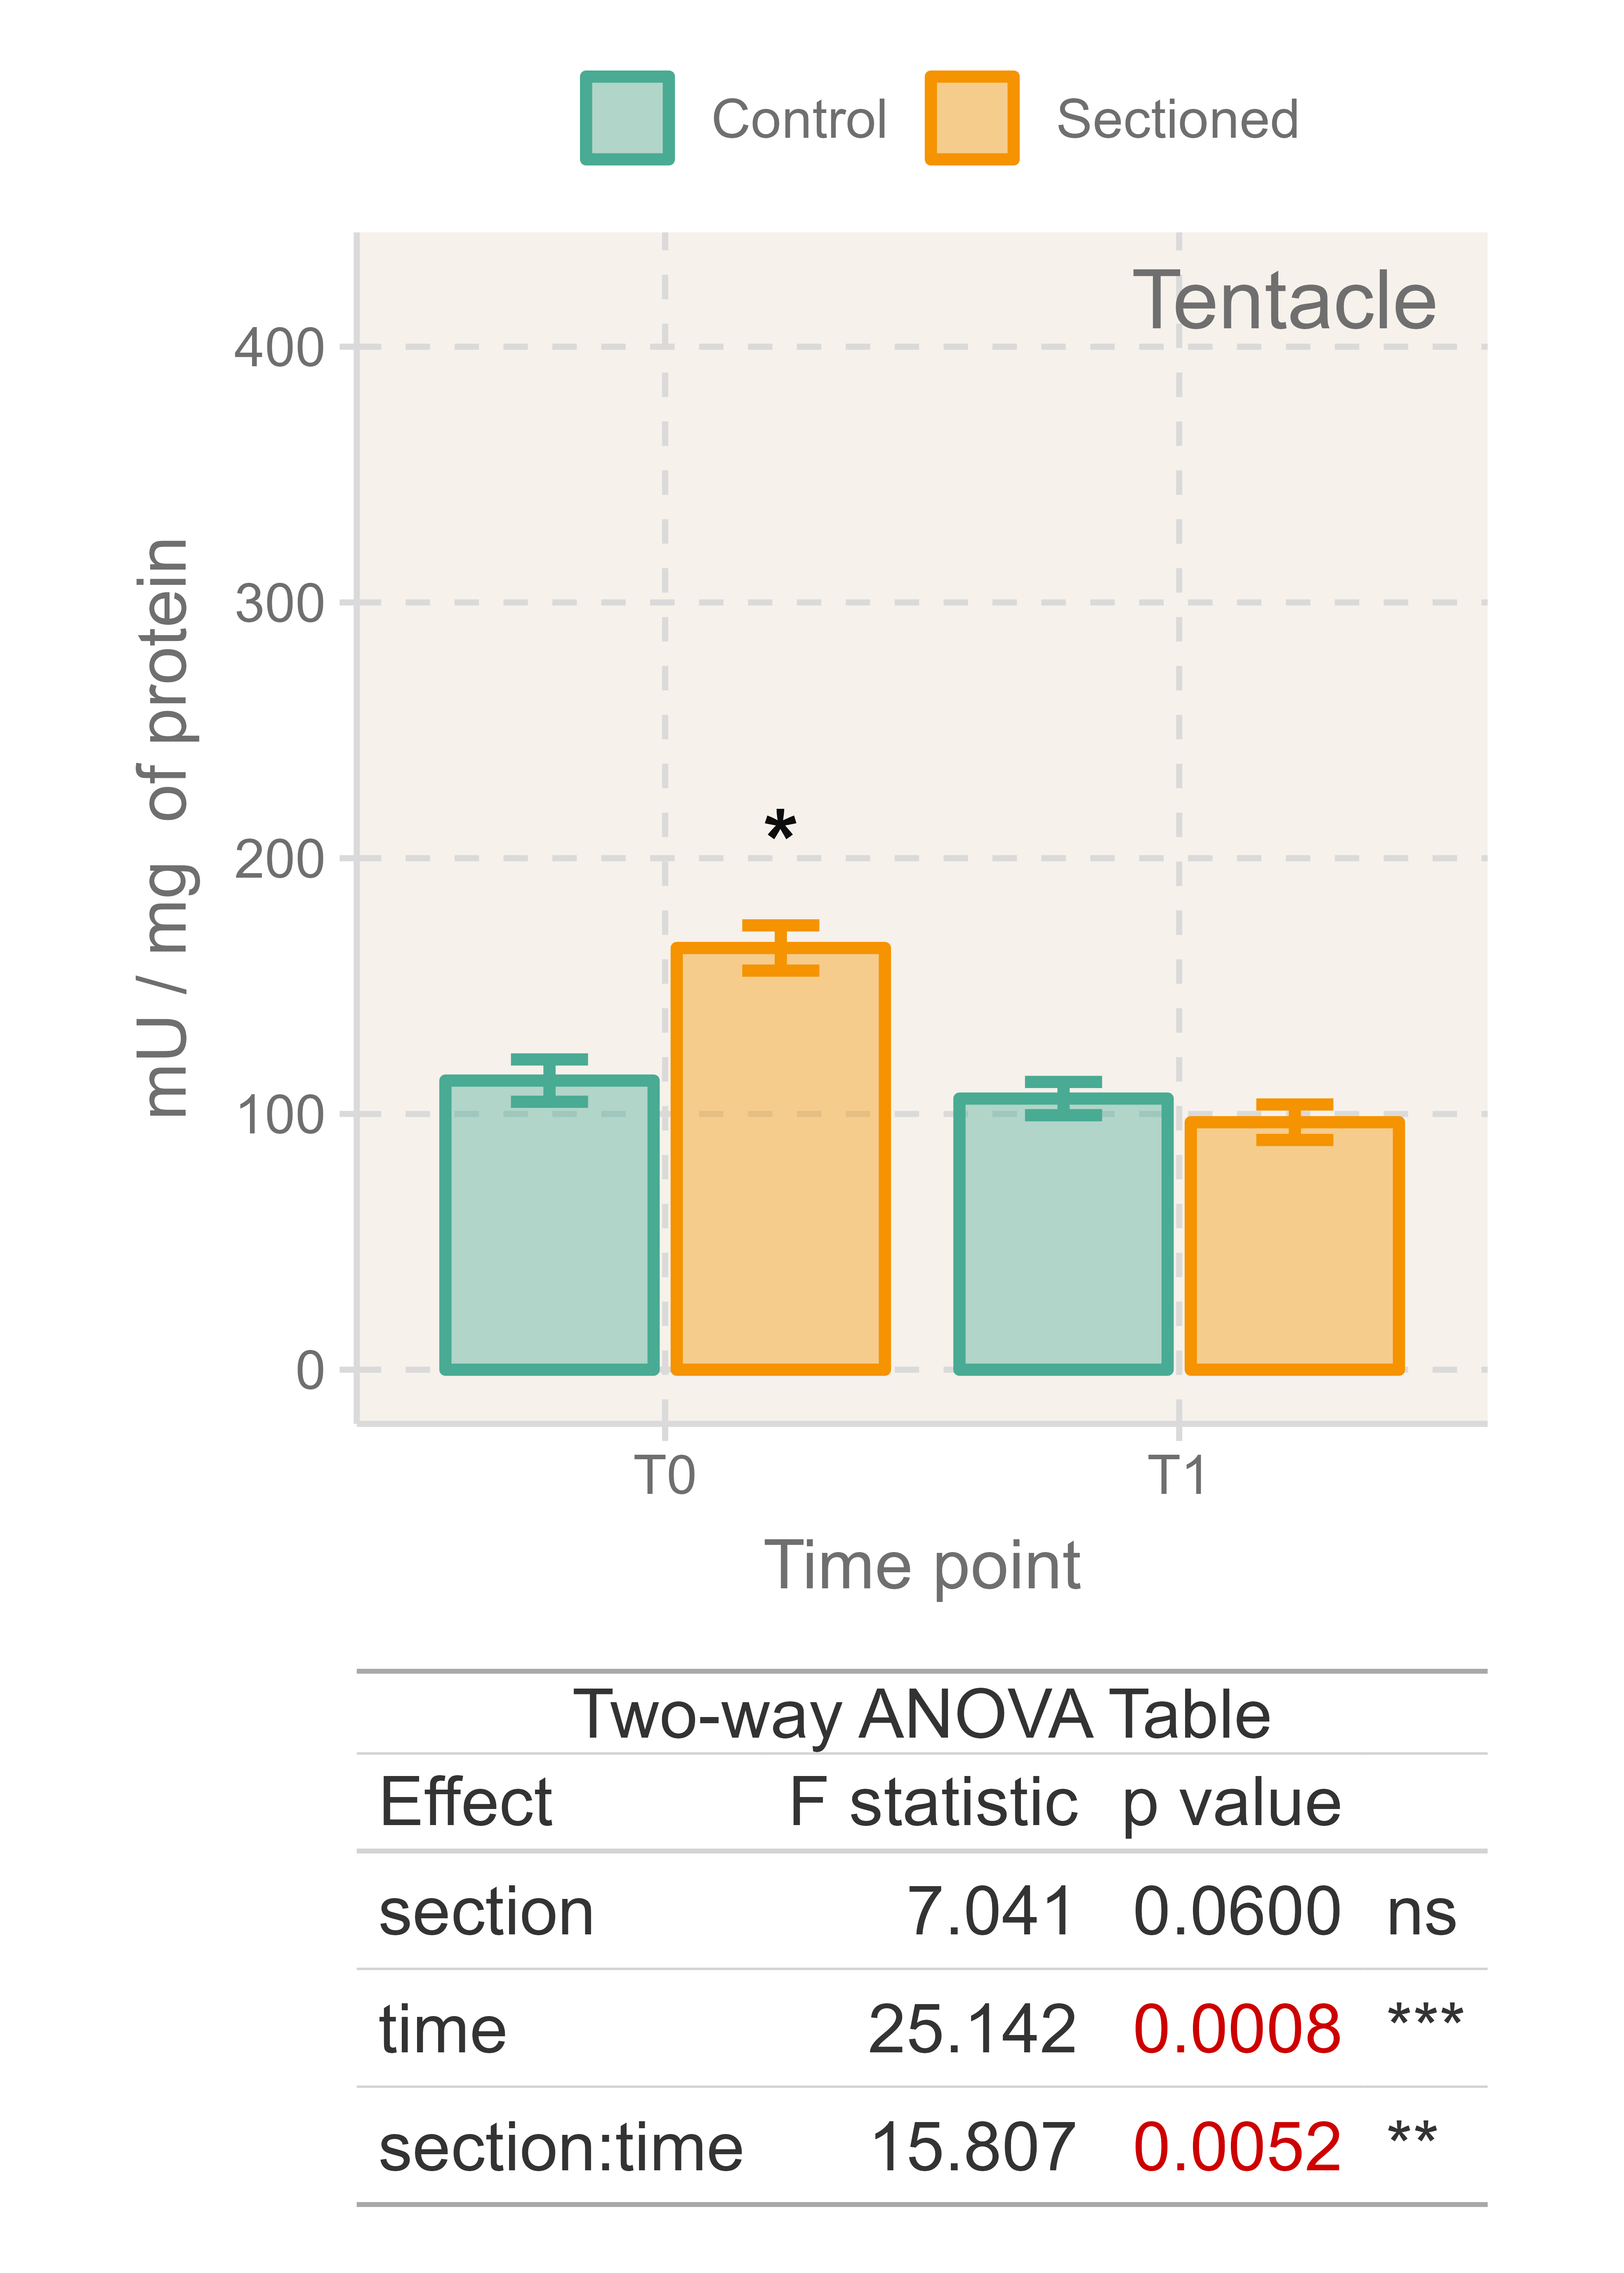 Control Sectioned
Tentacle
400
300
200
100
0
mU / mg of protein
*
T0 T1
Time point
Two-way ANOVA Table
Effect F statistic p value
section 7.041 0.0600 ns
time 25.142 0.0008 ***
section:time 15.807 0.0052 **